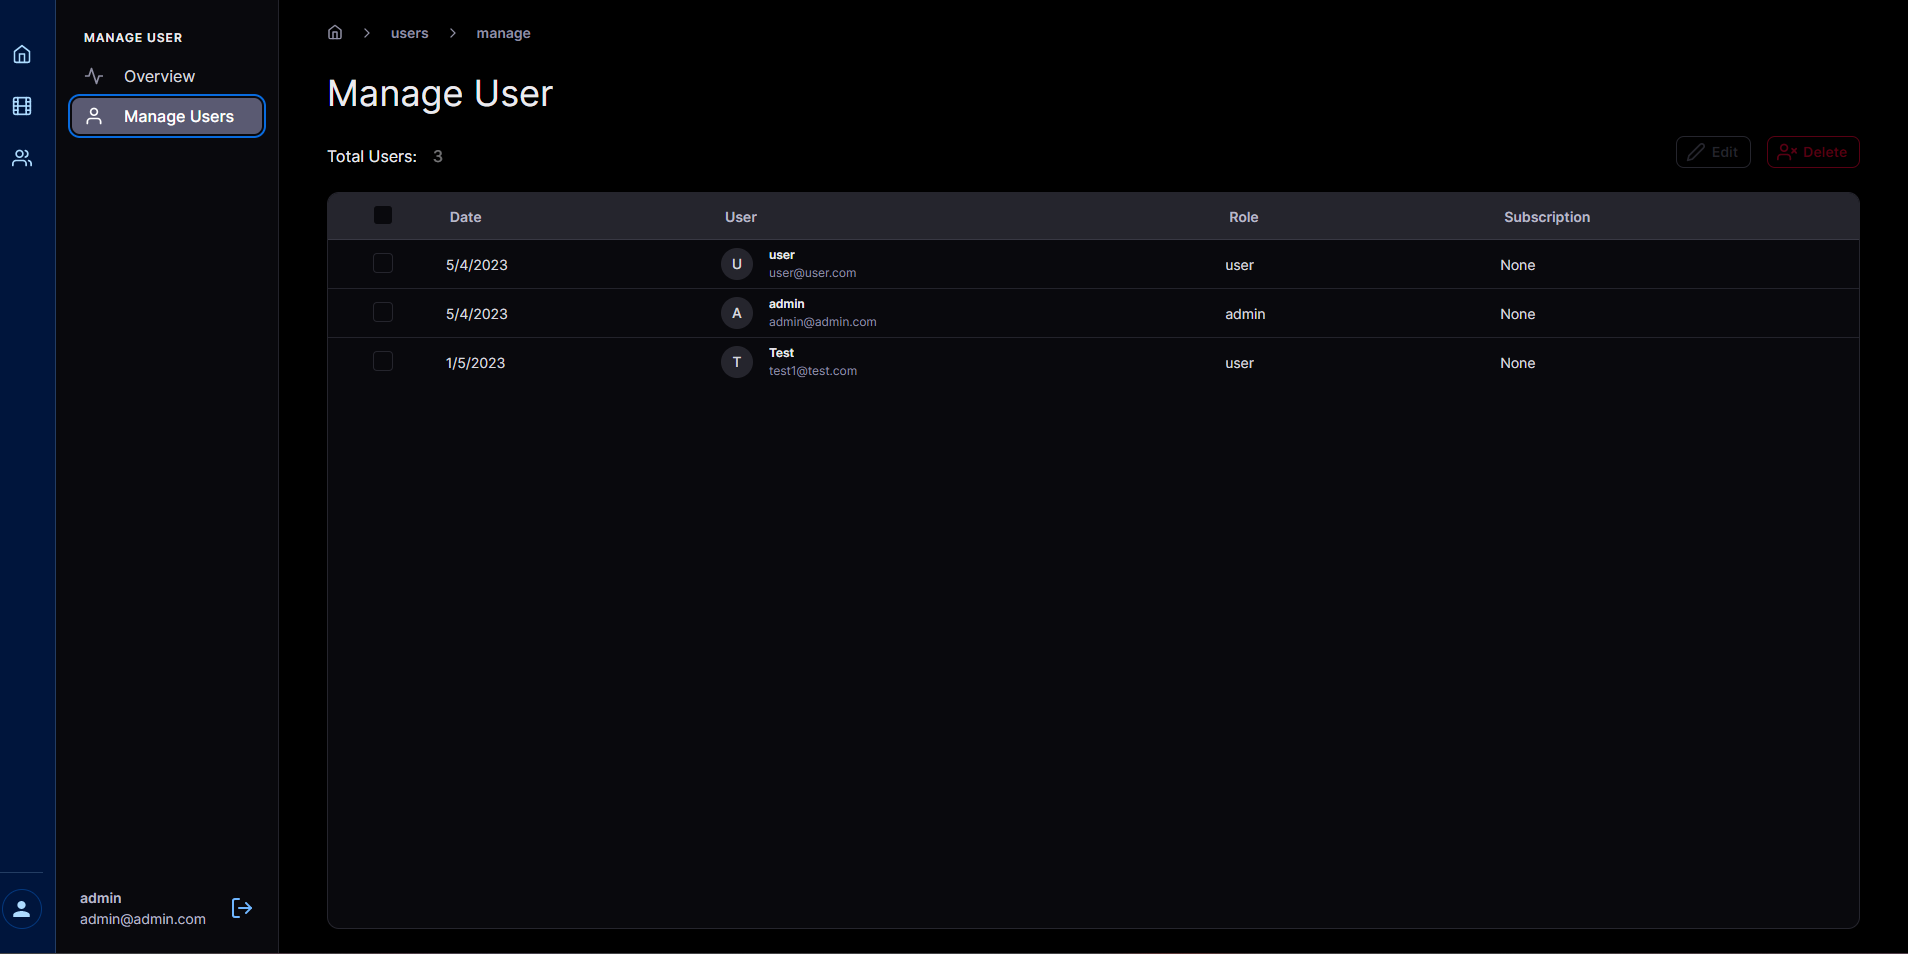 MANAGE USER
Overview
Manage Users
admin
admin@admin.com
users > manage
Manage User
Total Users: 3
Edit
Delete
Date User Role Subscription
5/4/2023 U user user@user.com user None
5/4/2023 A admin admin@admin.com admin None
1/5/2023 T Test test1@test.com user None